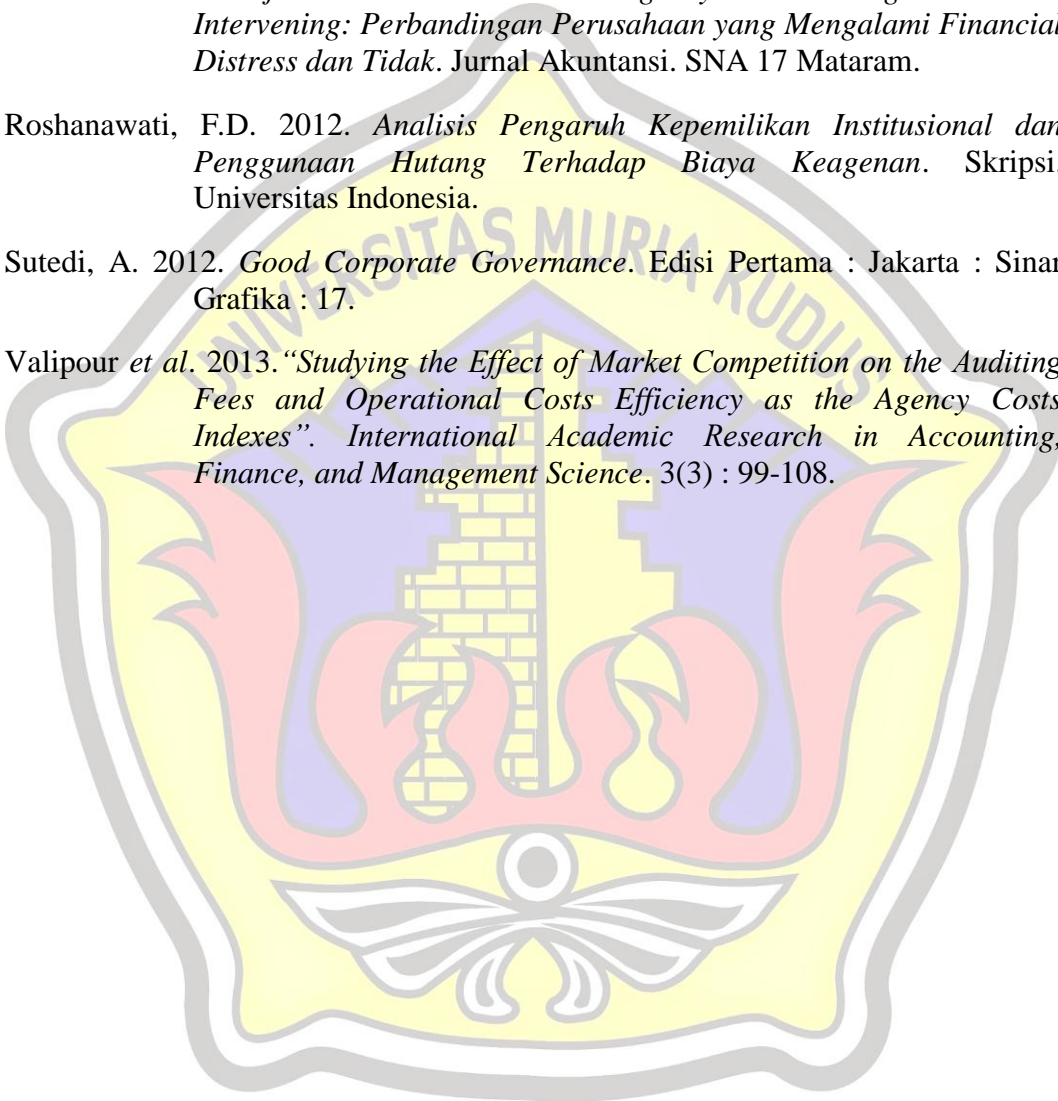 Intervening: Perbandingan Perusahaan yang Mengalami Financial
Distress dan Tidak. Jurnal Akuntansi. SNA 17 Mataram.
Roshanawati, F.D. 2012. Analisis Pengaruh Kepemilikan Institusional dan
Penggunaan Hutang Terhadap Biaya Keagenan. Skripsi.
Universitas Indonesia.
Sutedi, A. 2012. Good Corporate Governance. Edisi Pertama : Jakarta : Sinar
Grafika : 17.
Valipour et al. 2013.“Studying the Effect of Market Competition on the Auditing
Fees and Operational Costs Efficiency as the Agency Costs
Indexes”. International Academic Research in Accounting,
Finance, and Management Science. 3(3) : 99-108.
UNIVERSITAS MURIA KUDUS